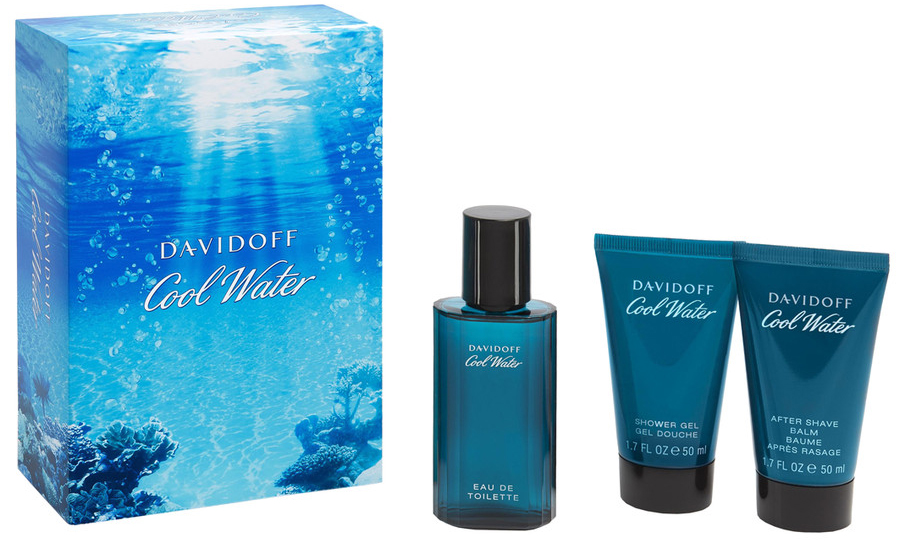 DAVIDOFF
Cool Water
DAVIDOFF
Cool Water
DAVIDOFF
Cool Water
EAU DE
TOILETTE
DAVIDOFF
Cool Water
SHOWER GEL
GEL DOUCHE
1.7 FL OZ ℮ 50 ml
DAVIDOFF
Cool Water
AFTER SHAVE
BALM
BAUME
APRÈS RASAGE
1.7 FL OZ ℮ 50 ml